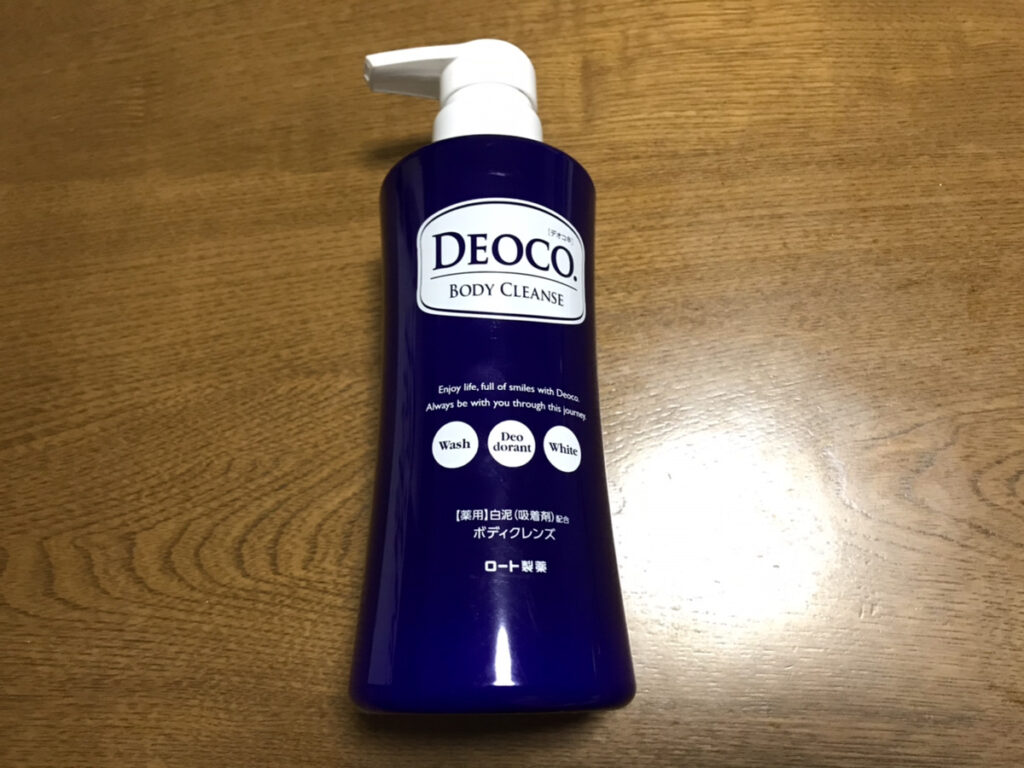 [デオコ®]
DEOCO.
BODY CLEANSE
Enjoy life, full of smiles with Deoco.
Always be with you through this journey.
Wash
Deo
dorant
White
【薬用】白泥(吸着剤)配合
ボディクレンズ
ロート製薬